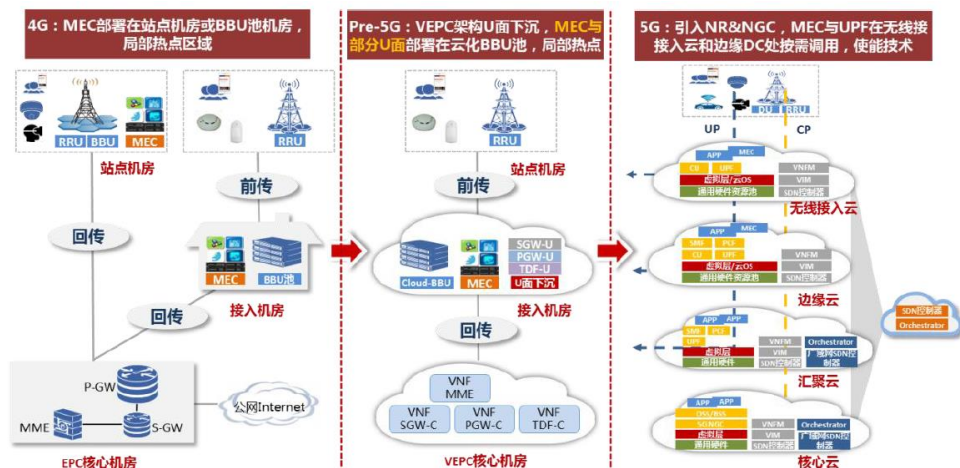 4G：MEC部署在站点机房或BBU池机房，
局部热点区域
RRU BBU MEC
RRU
站点机房
前传
回传
MEC BBU池
接入机房
回传
P-GW
MME
S-GW
公网Internet
EPC核心机房
Pre-5G：VEPC架构U面下沉，MEC与
部分U面部署在云化BBU池，局部热点
RRU
站点机房
前传
SGW-U
PGW-U
TDF-U
Cloud-BBU MEC U面下沉
接入机房
回传
VNF
MME
VNF
SGW-C
VNF
PGW-C
VNF
TDF-C
VEPC核心机房
5G：引入NR&NGC，MEC与UPF在无线接
接入云和边缘DC处按需调用，使能技术
DU RRU
UP CP
APP MEC
CU UPF VNFM
虚拟层/云OS VIM
通用硬件资源池 SDN控制器
无线接入云
APP MEC
SMF PCF
CU UPF VNFM
虚拟层/云OS VIM
通用硬件资源池 SDN控制器
边缘云
APP APP
SMF PCF
UPF VNFM Orchestrator
虚拟层 VIM 广域网SDN控
制器
通用硬件 SDN控制器
汇聚云
APP APP
OSS/BSS
5G NGC VNFM Orchestrator
虚拟层 VIM 广域网SDN控
制器
通用硬件 SDN控制器
核心云
SDN控制器
Orchestrator